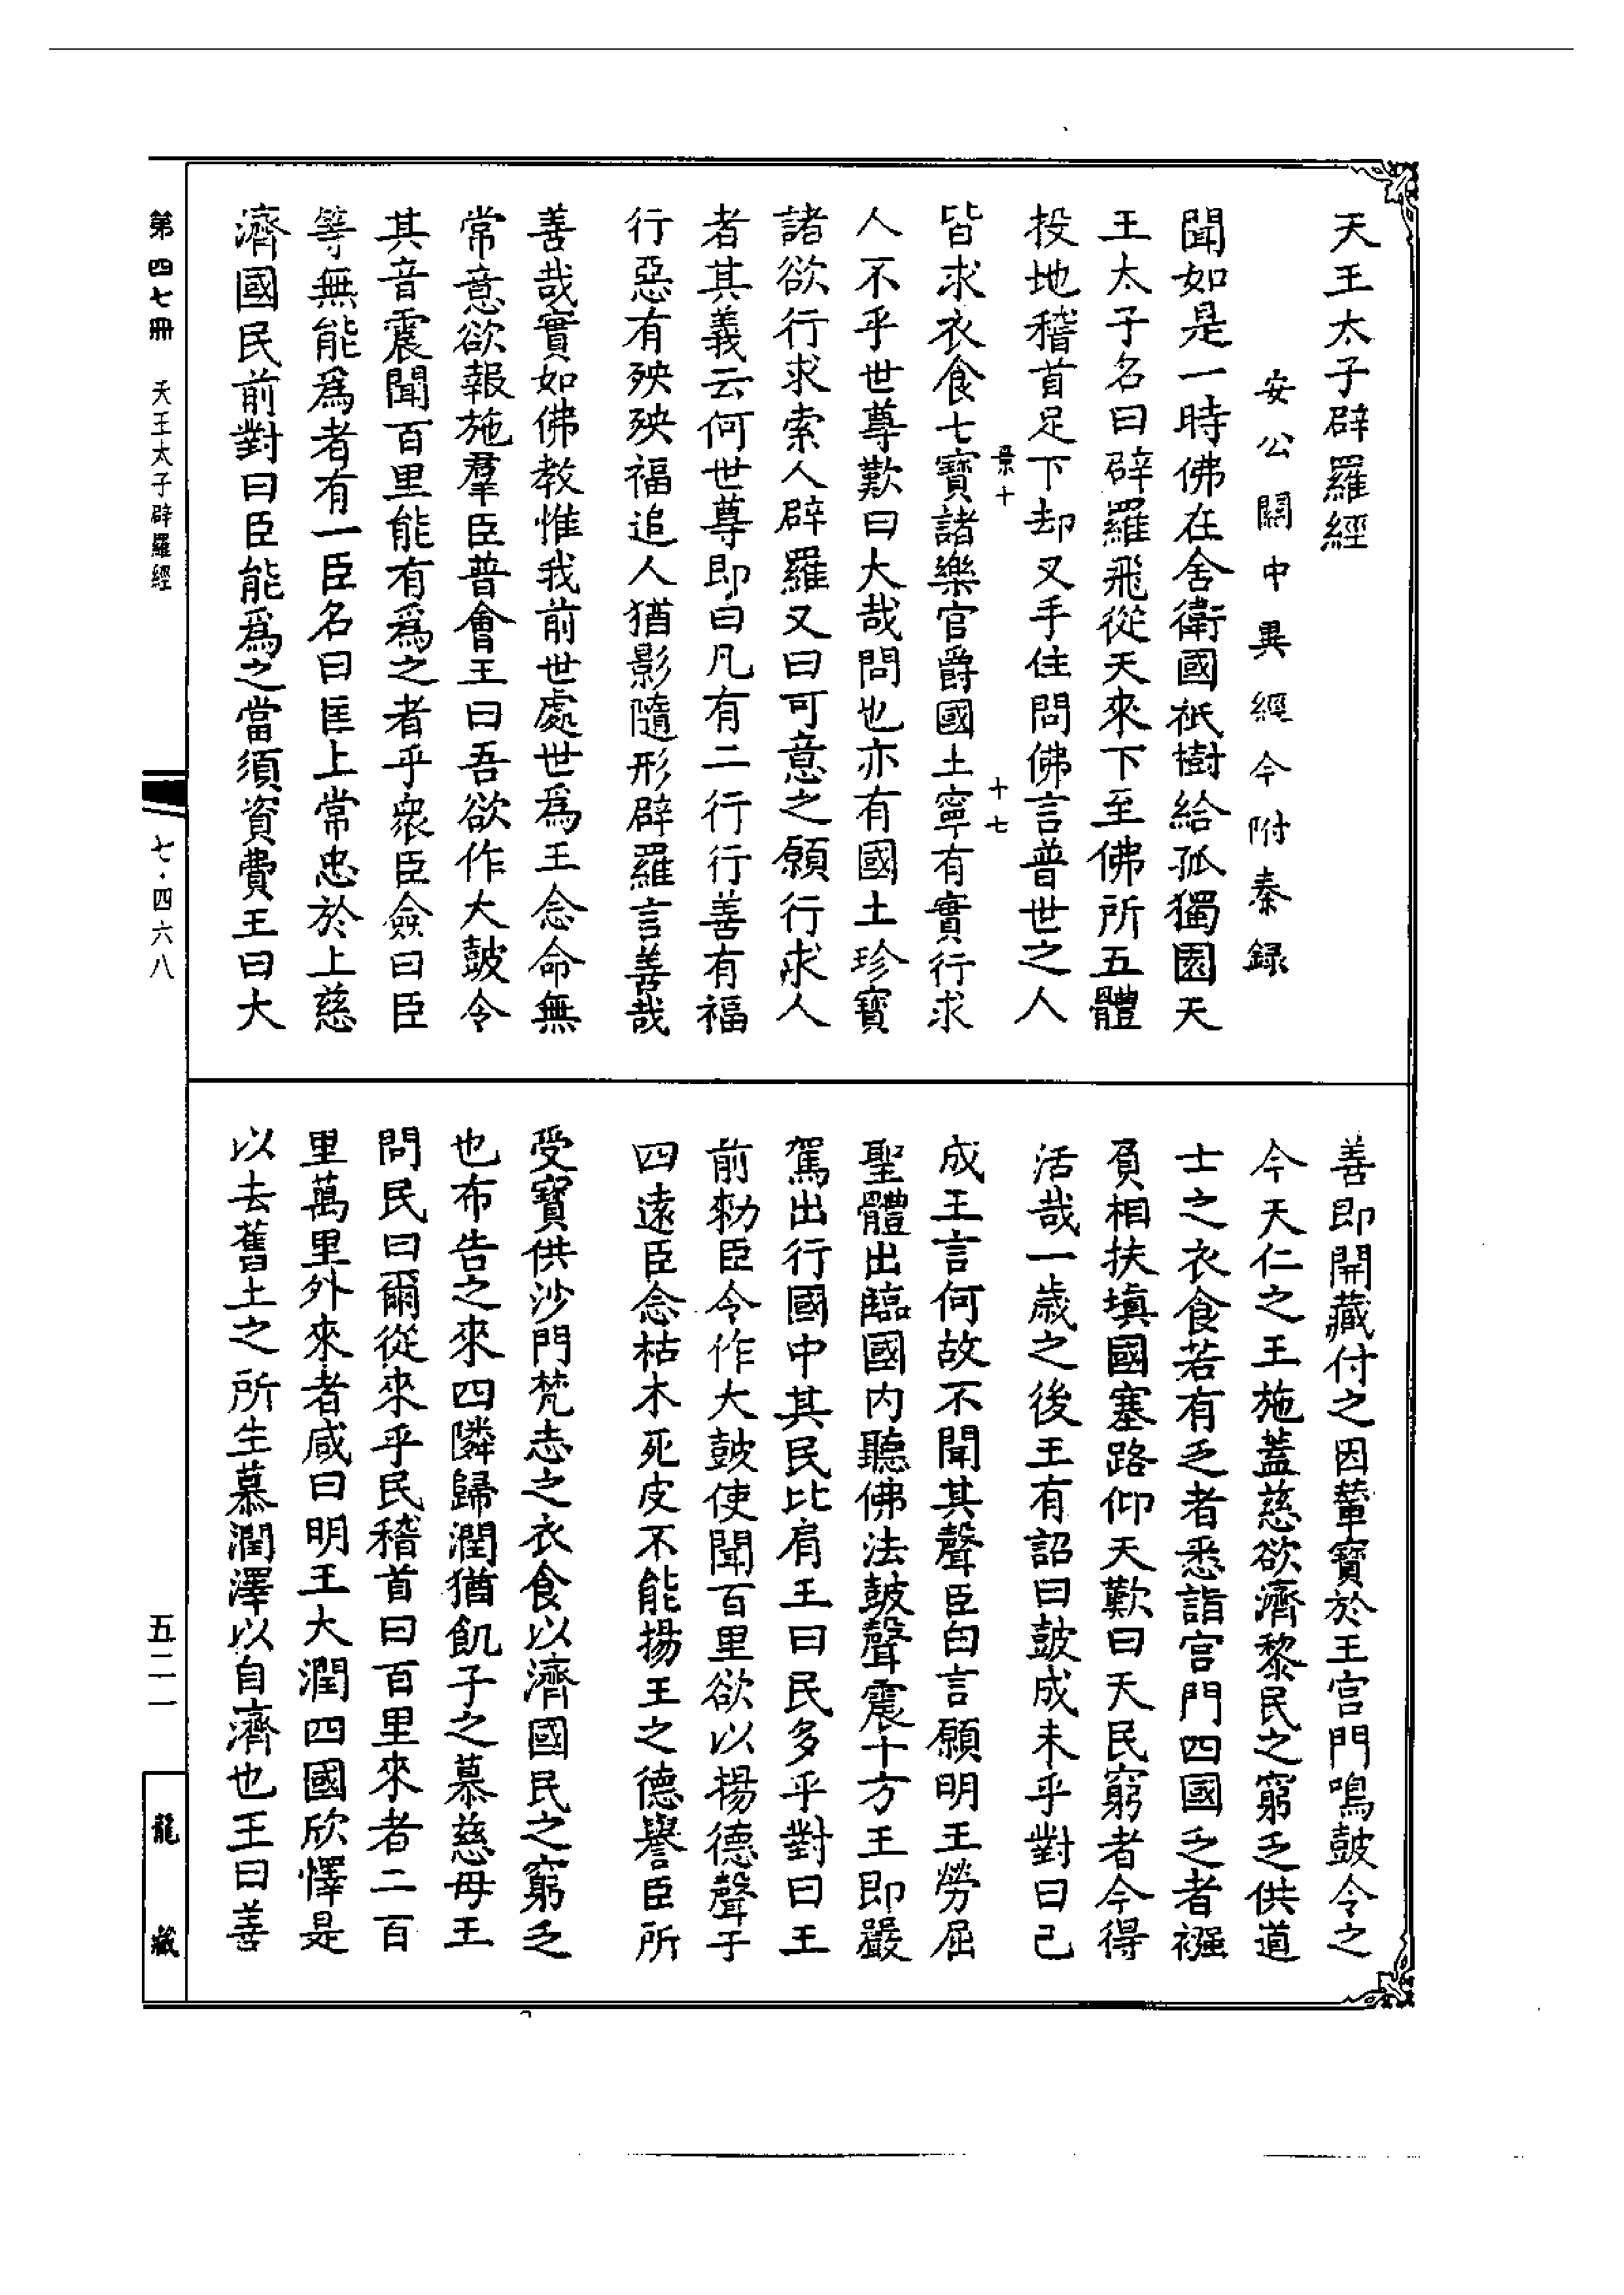 天王太子辟羅經
安公關中異經今附秦録
聞如是一時佛在舍衛國祇樹給孤獨園天
王太子名曰辟羅飛從天來下至佛所五體
投地稽首足下却叉手住問佛言普世之人
景十
十七
皆求衣食七寶諸樂官爵國土寧有實行求
人不乎世尊歎曰大哉問也亦有國土珍寶
諸欲行求索人辟羅又曰可意之願行求人
者其義云何世尊即曰凡有二行行善有福
行惡有殃殃福追人猶影隨形辟羅言善哉
善哉實如佛教惟我前世處世為王念命無
常意欲報施羣臣普會王曰吾欲作大鼓令
其音震聞百里能有爲之者乎衆臣僉曰臣
等無能爲者有一臣名曰匡上常忠於上慈
濟國民前對曰臣能爲之當須資費王曰大
善即開藏付之因輦寶於王宫門鳴鼓令之
今天仁之王施蓋慈欲濟黎民之窮乏供道
士之衣食若有乏者悉詣宫門四國乏者襁
負相扶填國塞路仰天歎曰天民窮者今得
活哉一歳之後王有詔曰鼓成未乎對曰己
成王言何故不聞其聲臣白言願明王勞屈
聖體出臨國内聽佛法鼓聲震十方王即嚴
駕出行國中其民比肩王曰民多乎對曰王
前勑臣令作大鼓使聞百里欲以揚德聲于
四遠臣念枯木死皮不能揚王之德譽臣所
受寶供沙門梵志之衣食以濟國民之窮乏
也布告之來四隣歸潤猶飢子之慕慈母王
問民曰爾從來乎民稽首曰百里來者二百
里萬里外來者咸曰明王大潤四國欣懌是
以去舊土之所生慕潤澤以自濟也王曰善
第四七冊　天王太子辟羅經
七·四六八
五二一
龍藏